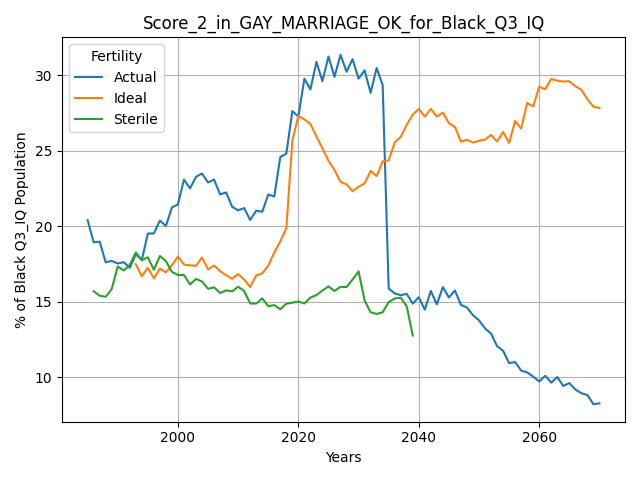 Score_2_in_GAY_MARRIAGE_OK_for_Black_Q3_IQ
Fertility
Actual
Ideal
Sterile
% of Black Q3_IQ Population
30
25
20
15
10
2000
2020
2040
2060
Years